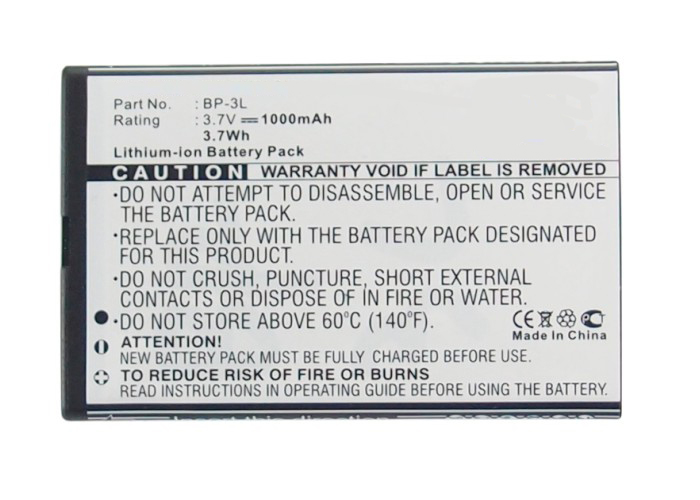 Part No. : BP-3L
Rating : 3.7V 1000mAh
3.7Wh
Lithium-ion Battery Pack
CAUTION WARRANTY VOID IF LABEL IS REMOVED
·DO NOT ATTEMPT TO DISASSEMBLE, OPEN OR SERVICE
THE BATTERY PACK.
·REPLACE ONLY WITH THE BATTERY PACK DESIGNATED
FOR THIS EQUIPMENT.
·DO NOT CRUSH, PUNCTURE, SHORT EXTERNAL
CONTACTS OR DISPOSE OF IN FIRE OR WATER.
·DO NOT STORE ABOVE 60°C (140°F).
CE
Made In China
ATTENTION!
NEW BATTERY PACK MUST BE FULLY CHARGED BEFORE USE.
TO REDUCE RISK OF FIRE OR BURNS
READ INSTRUCTIONS IN OPERATING GUIDE BEFORE USING THE BATTERY.
Insert this direction